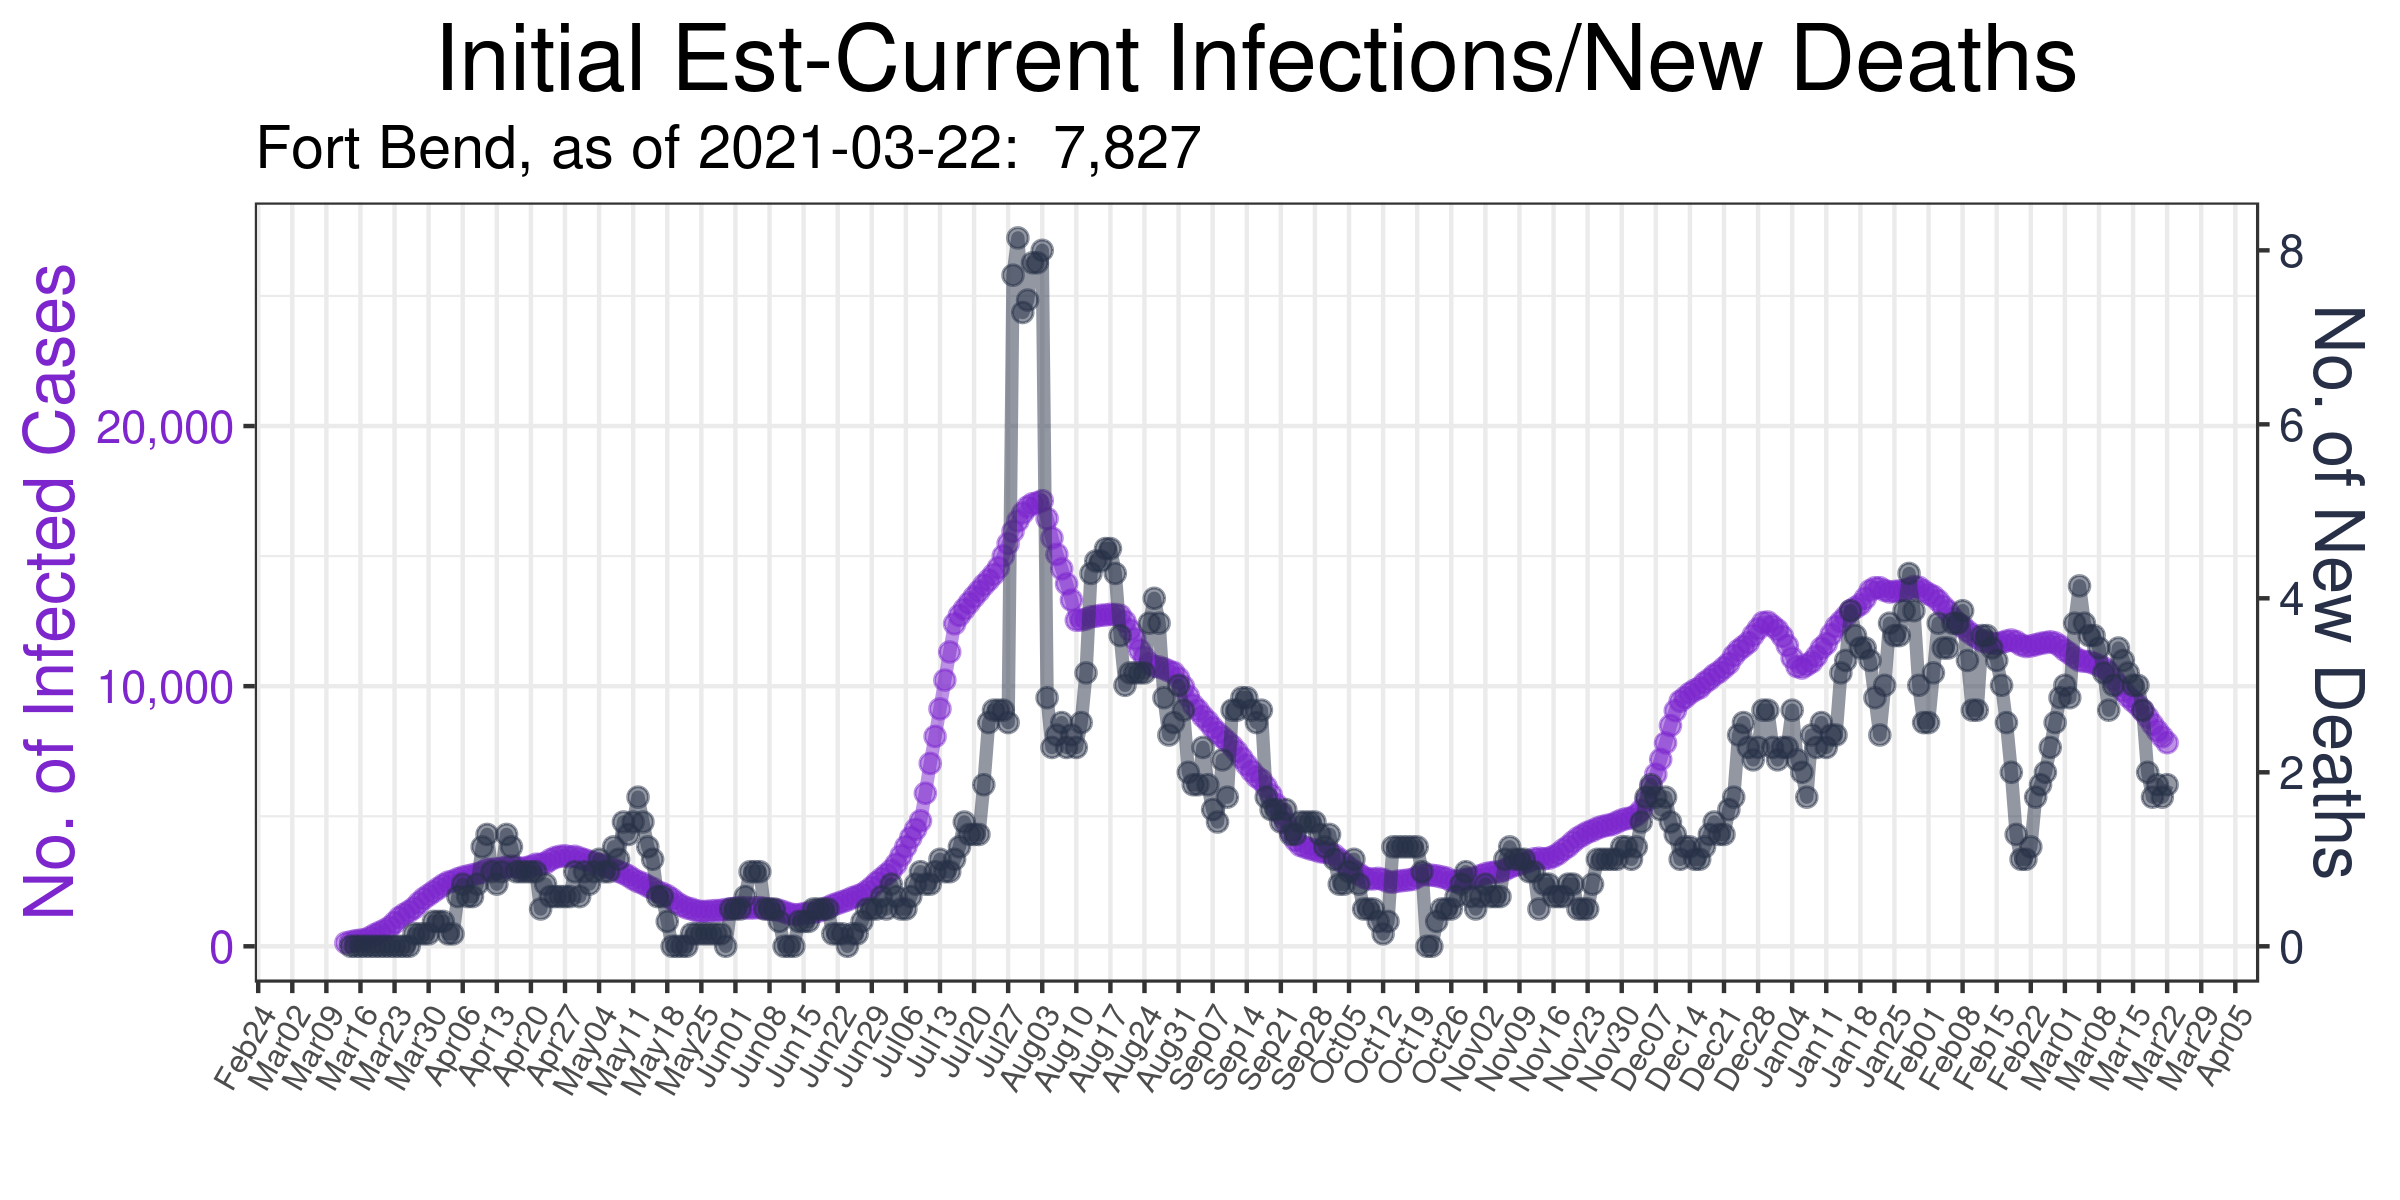 Initial Est-Current Infections/New Deaths
Fort Bend, as of 2021-03-22:  7,827
No. of Infected Cases
20,000
10,000
0
8
6
4
2
0
No. of New Deaths
Feb24
Mar02
Mar09
Mar16
Mar23
Mar30
Apr06
Apr13
Apr20
Apr27
May04
May11
May18
May25
Jun01
Jun08
Jun15
Jun22
Jun29
Jul06
Jul13
Jul20
Jul27
Aug03
Aug10
Aug17
Aug24
Aug31
Sep07
Sep14
Sep21
Sep28
Oct05
Oct12
Oct19
Oct26
Nov02
Nov09
Nov16
Nov23
Nov30
Dec07
Dec14
Dec21
Dec28
Jan04
Jan11
Jan18
Jan25
Feb01
Feb08
Feb15
Feb22
Mar01
Mar08
Mar15
Mar22
Mar29
Apr05